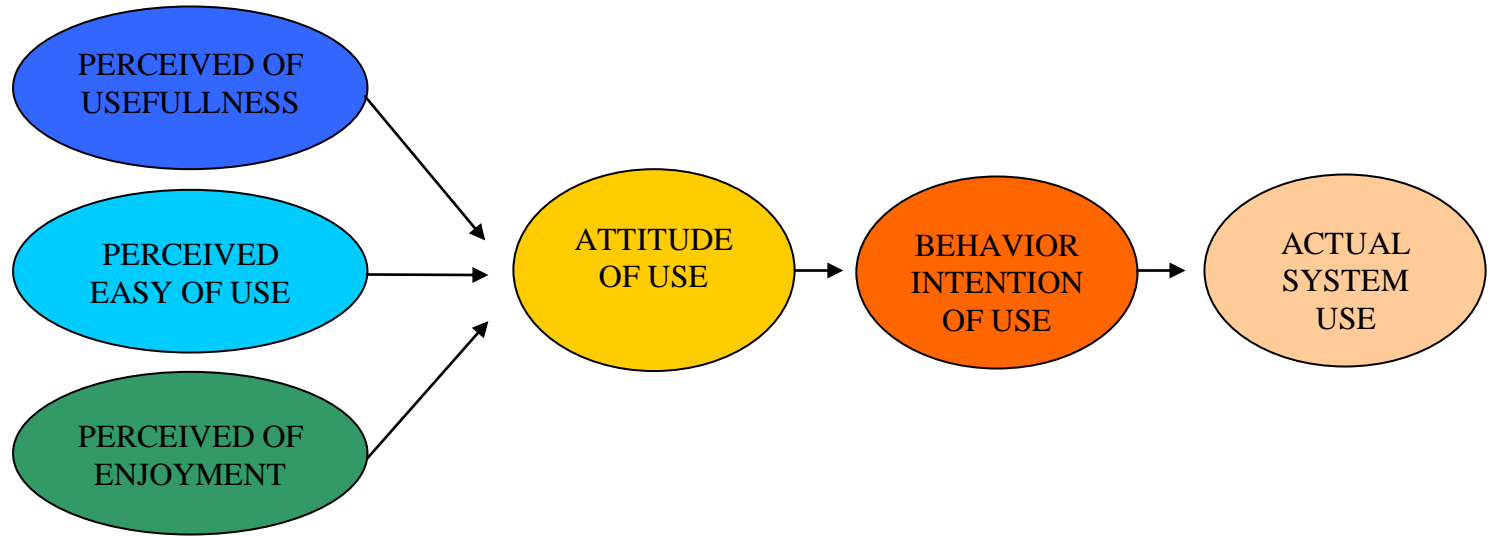 PERCEIVED OF
USEFULLNESS
PERCEIVED
EASY OF USE
PERCEIVED OF
ENJOYMENT
ATTITUDE
OF USE
BEHAVIOR
INTENTION
OF USE
ACTUAL
SYSTEM
USE